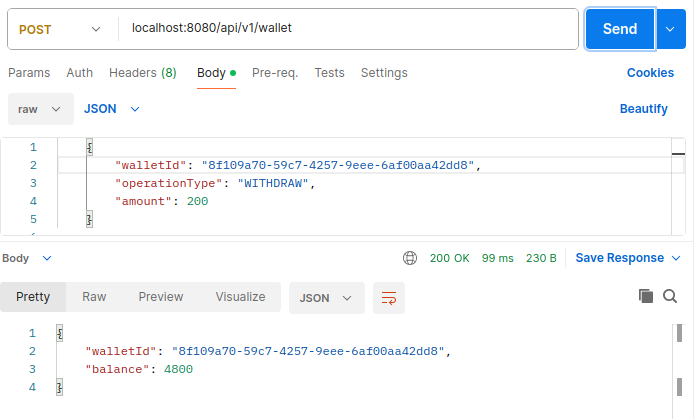 POST localhost:8080/api/v1/wallet Send
Params Auth Headers (8) Body Pre-req. Tests Settings Cookies
raw JSON Beautify
1 {
2 "walletId": "8f109a70-59c7-4257-9eee-6af00aa42dd8",
3 "operationType": "WITHDRAW",
4 "amount": 200
5 }
Body 200 OK 99 ms 230 B Save Response
Pretty Raw Preview Visualize JSON
1 {
2 "walletId": "8f109a70-59c7-4257-9eee-6af00aa42dd8",
3 "balance": 4800
4 }